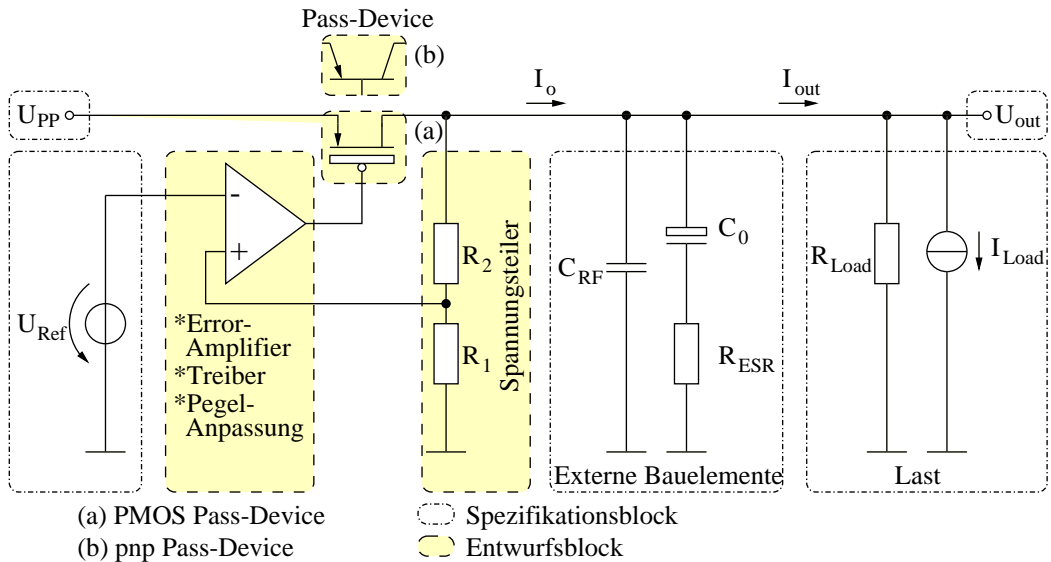 Pass-Device
(b)
I_o
I_out
U_PP
(a)
U_out
-
+
U_Ref
*Error-
Amplifier
*Treiber
*Pegel-
Anpassung
R_2
R_1
Spannungsteiler
C_RF
C_0
R_ESR
Externe Bauelemente
R_Load
I_Load
Last
(a) PMOS Pass-Device
(b) pnp Pass-Device
Spezifikationsblock
Entwurfsblock